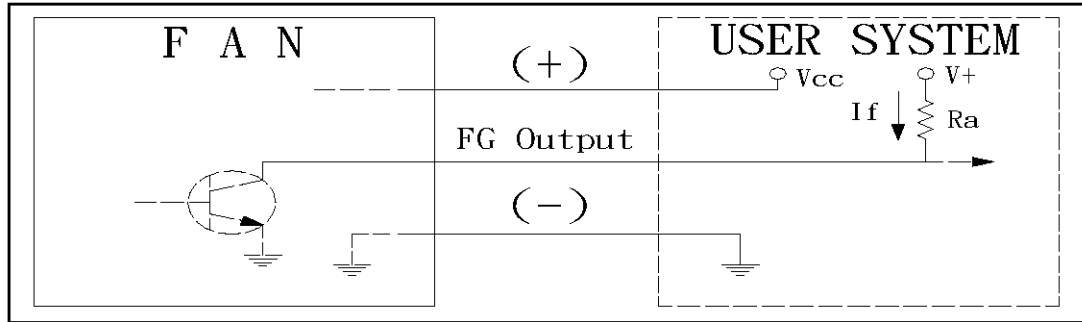 F A N
USER SYSTEM
(+)
Vcc
V+
If
Ra
FG Output
(-)